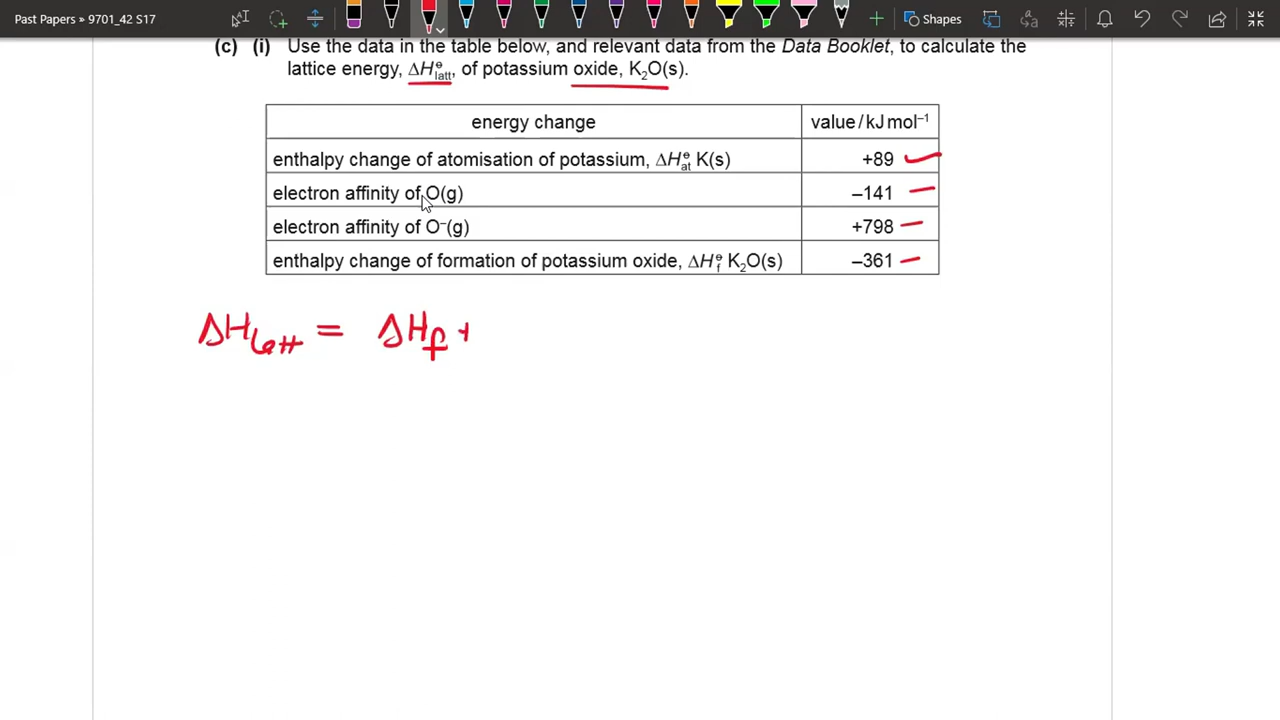 Past Papers » 9701_42 S17
Shapes
(c) (i) Use the data in the table below, and relevant data from the Data Booklet, to calculate the
lattice energy, ΔH⦵latt, of potassium oxide, K₂O(s).
energy change value / kJ mol⁻¹
enthalpy change of atomisation of potassium, ΔH⦵at K(s) +89
electron affinity of O(g) –141
electron affinity of O⁻(g) +798
enthalpy change of formation of potassium oxide, ΔH⦵f K₂O(s) –361
ΔHlatt = ΔHf +